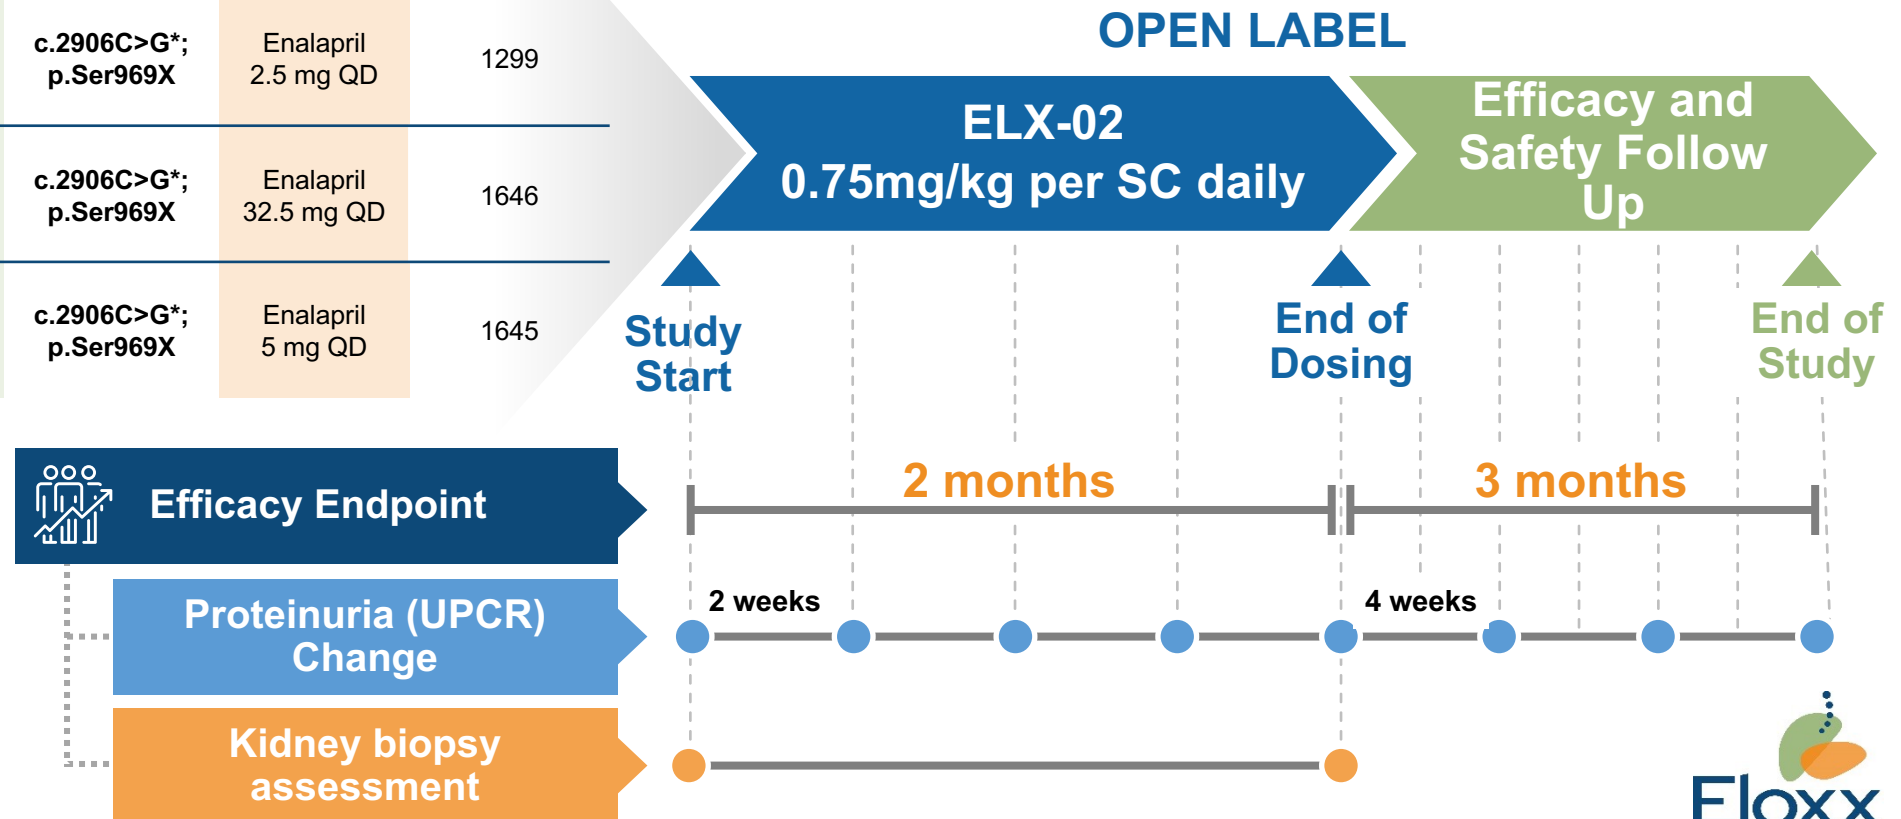 c.2906C>G*;
p.Ser969X
Enalapril
2.5 mg QD
1299
c.2906C>G*;
p.Ser969X
Enalapril
32.5 mg QD
1646
c.2906C>G*;
p.Ser969X
Enalapril
5 mg QD
1645
OPEN LABEL
ELX-02
0.75mg/kg per SC daily
Efficacy and
Safety Follow
Up
Study
Start
End of
Dosing
End of
Study
Efficacy Endpoint
2 months
3 months
Proteinuria (UPCR)
Change
2 weeks
4 weeks
Kidney biopsy
assessment
Eloxx